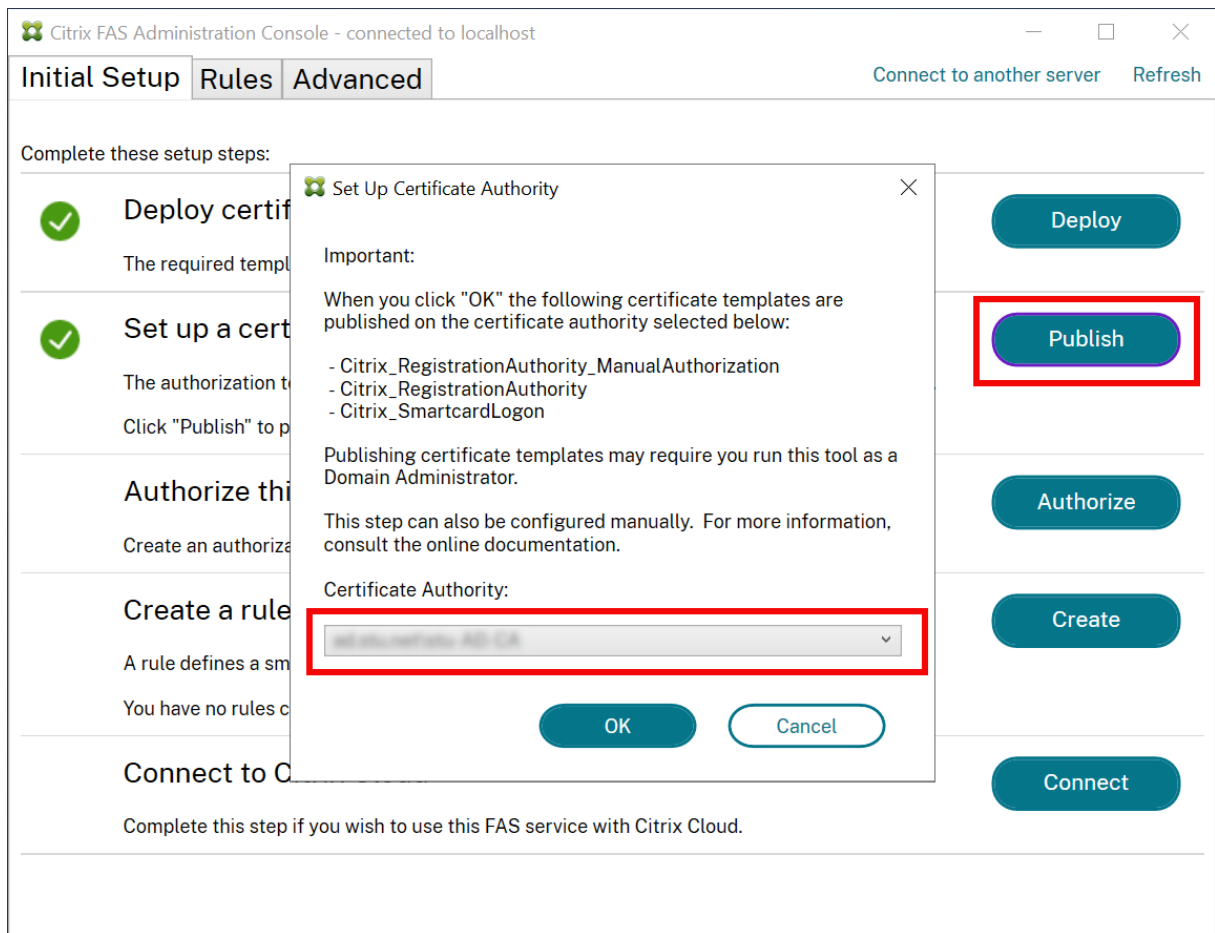 Citrix FAS Administration Console - connected to localhost
Initial Setup Rules Advanced Connect to another server Refresh
Complete these setup steps:
Set Up Certificate Authority
Deploy certif
Deploy
The required templ
Important:
When you click "OK" the following certificate templates are
published on the certificate authority selected below:
Set up a cert
Publish
- Citrix_RegistrationAuthority_ManualAuthorization
- Citrix_RegistrationAuthority
- Citrix_SmartcardLogon
The authorization t
Click "Publish" to p
Publishing certificate templates may require you run this tool as a
Domain Administrator.
Authorize thi
Authorize
This step can also be configured manually. For more information,
consult the online documentation.
Create an authoriza
Certificate Authority:
Create a rule
Create
A rule defines a sm
You have no rules c
OK Cancel
Connect to C
Connect
Complete this step if you wish to use this FAS service with Citrix Cloud.